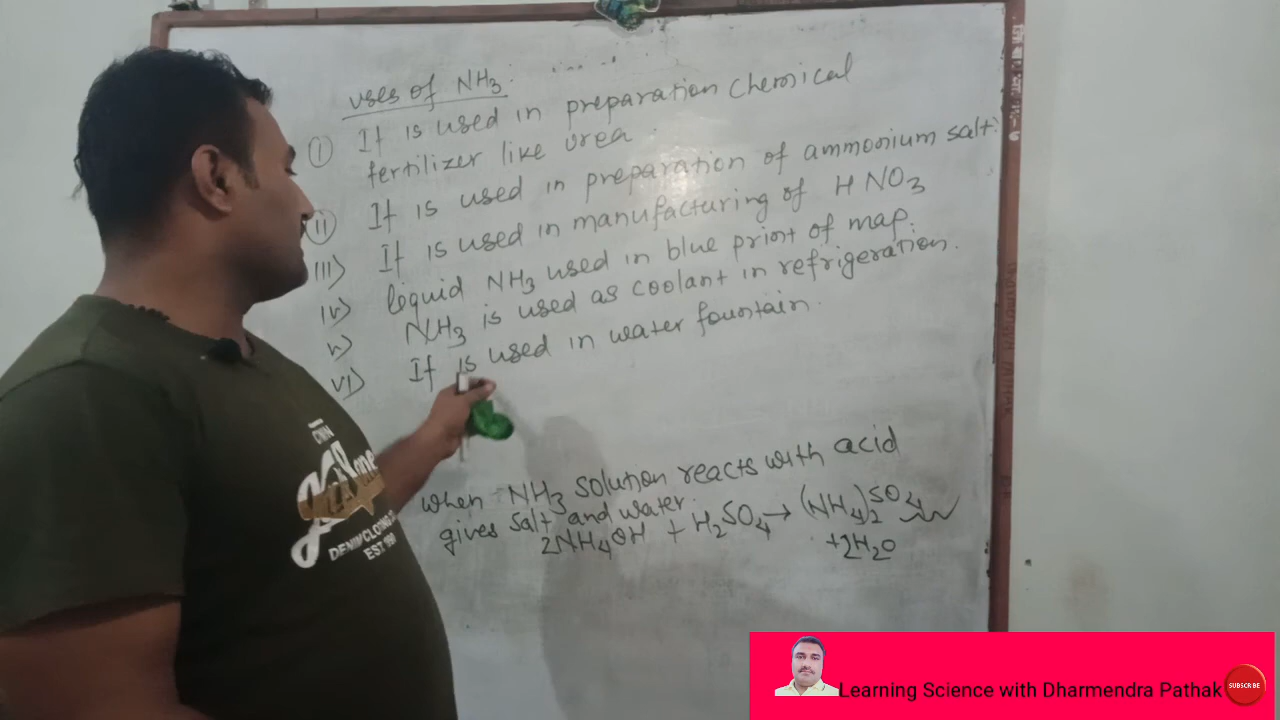 uses of NH3:
(i) It is used in preparation chemical
fertilizer like urea.
(ii) It is used in preparation of ammonium salt.
iii) It is used in manufacturing of HNO3
iv) liquid NH3 used in blue print of map.
v) NH3 is used as coolant in refrigeration.
vi) It is used in water fountain.
when NH3 solution reacts with acid
gives salt and water.
2NH4OH + H2SO4 → (NH4)2SO4
+2H2O
DENIM CLOTHING
EST 19
Learning Science with Dharmendra Pathak
SUBSCRIBE